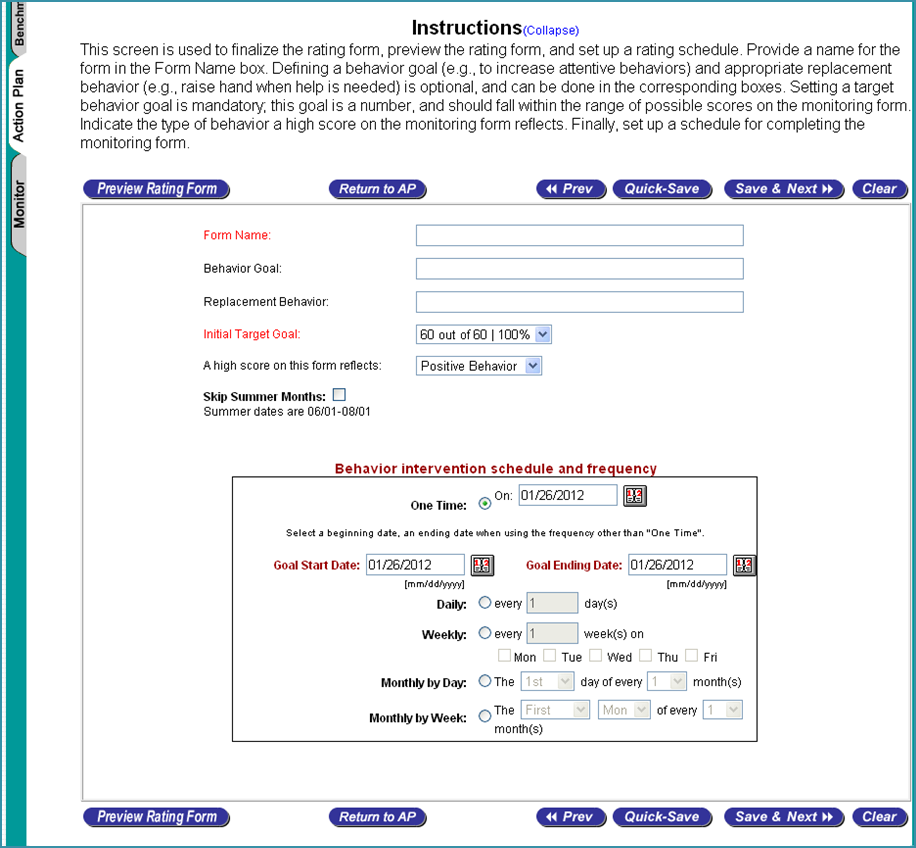 Benchm
Action Plan
Monitor
Instructions(Collapse)
This screen is used to finalize the rating form, preview the rating form, and set up a rating schedule. Provide a name for the
form in the Form Name box. Defining a behavior goal (e.g., to increase attentive behaviors) and appropriate replacement
behavior (e.g., raise hand when help is needed) is optional, and can be done in the corresponding boxes. Setting a target
behavior goal is mandatory; this goal is a number, and should fall within the range of possible scores on the monitoring form.
Indicate the type of behavior a high score on the monitoring form reflects. Finally, set up a schedule for completing the
monitoring form.
Preview Rating Form Return to AP Prev Quick-Save Save & Next Clear
Form Name:
Behavior Goal:
Replacement Behavior:
Initial Target Goal: 60 out of 60 | 100%
A high score on this form reflects: Positive Behavior
Skip Summer Months:
Summer dates are 06/01-08/01
Behavior intervention schedule and frequency
One Time: On: 01/26/2012
Select a beginning date, an ending date when using the frequency other than "One Time".
Goal Start Date: 01/26/2012 Goal Ending Date: 01/26/2012
[mm/dd/yyyy] [mm/dd/yyyy]
Daily: every 1 day(s)
Weekly: every 1 week(s) on
Mon Tue Wed Thu Fri
Monthly by Day: The 1st day of every 1 month(s)
Monthly by Week: The First Mon of every 1
month(s)
Preview Rating Form Return to AP Prev Quick-Save Save & Next Clear